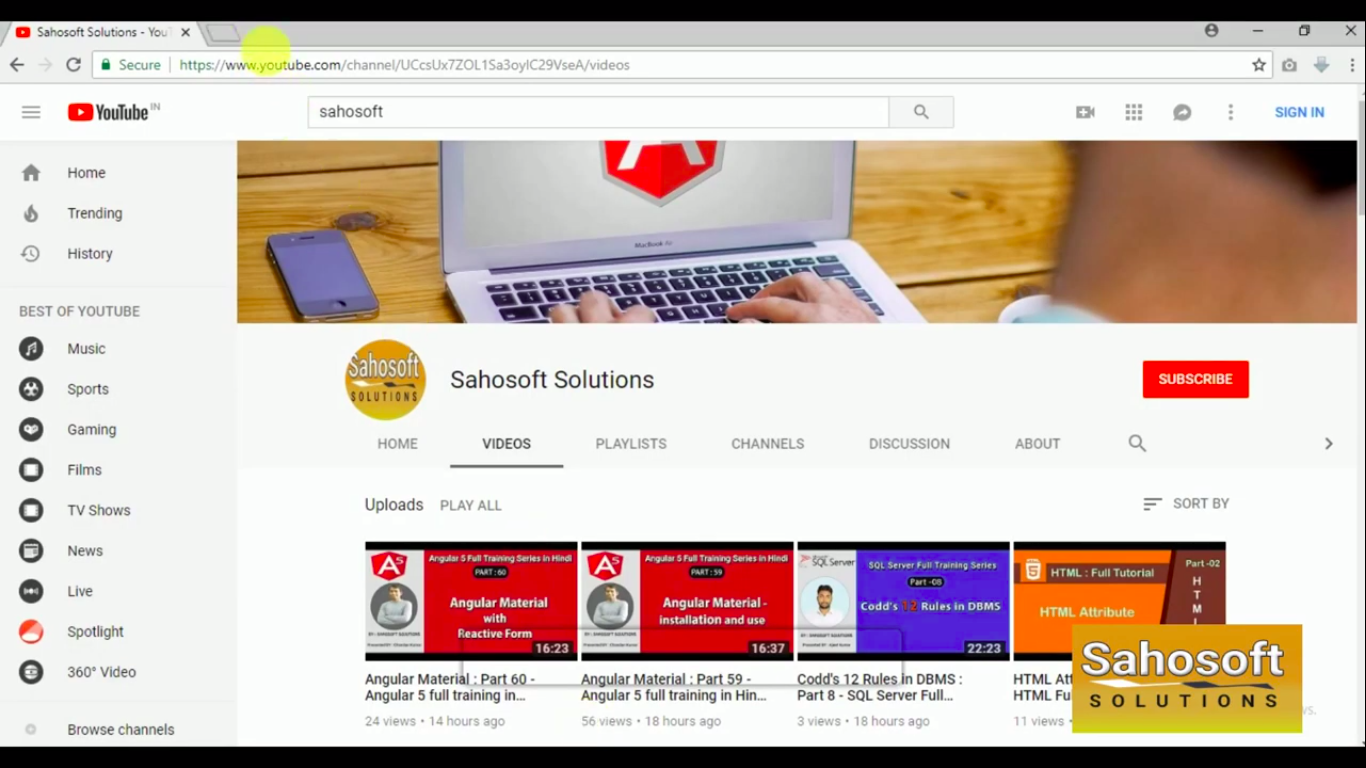 Sahosoft Solutions - YouT
Secure
https://www.youtube.com/channel/UCcsUx7ZOL1Sa3oylC29VseA/videos
YouTube IN
sahosoft
SIGN IN
Home
Trending
History
BEST OF YOUTUBE
Music
Sports
Gaming
Films
TV Shows
News
Live
Spotlight
360° Video
Browse channels
MacBook Air
Sahosoft
SOLUTIONS
Sahosoft Solutions
SUBSCRIBE
HOME VIDEOS PLAYLISTS CHANNELS DISCUSSION ABOUT
Uploads PLAY ALL
SORT BY
A5
Angular 5 Full Training Series in Hindi
PART : 60
Angular Material
with
Reactive Form
16:23
Angular Material : Part 60 -
Angular 5 full training in...
24 views • 14 hours ago
A5
Angular 5 Full Training Series in Hindi
PART : 59
Angular Material -
installation and use
16:37
Angular Material : Part 59 -
Angular 5 full training in Hin...
56 views • 18 hours ago
SQL Server
SQL Server Full Training Series
Part -08
Codd's 12 Rules in DBMS
22:23
Codd's 12 Rules in DBMS :
Part 8 - SQL Server Full...
3 views • 18 hours ago
5
HTML : Full Tutorial
Part -02
HTML
HTML Attribute
HTML Att
HTML Fu
11 views
Sahosoft
SOLUTIONS